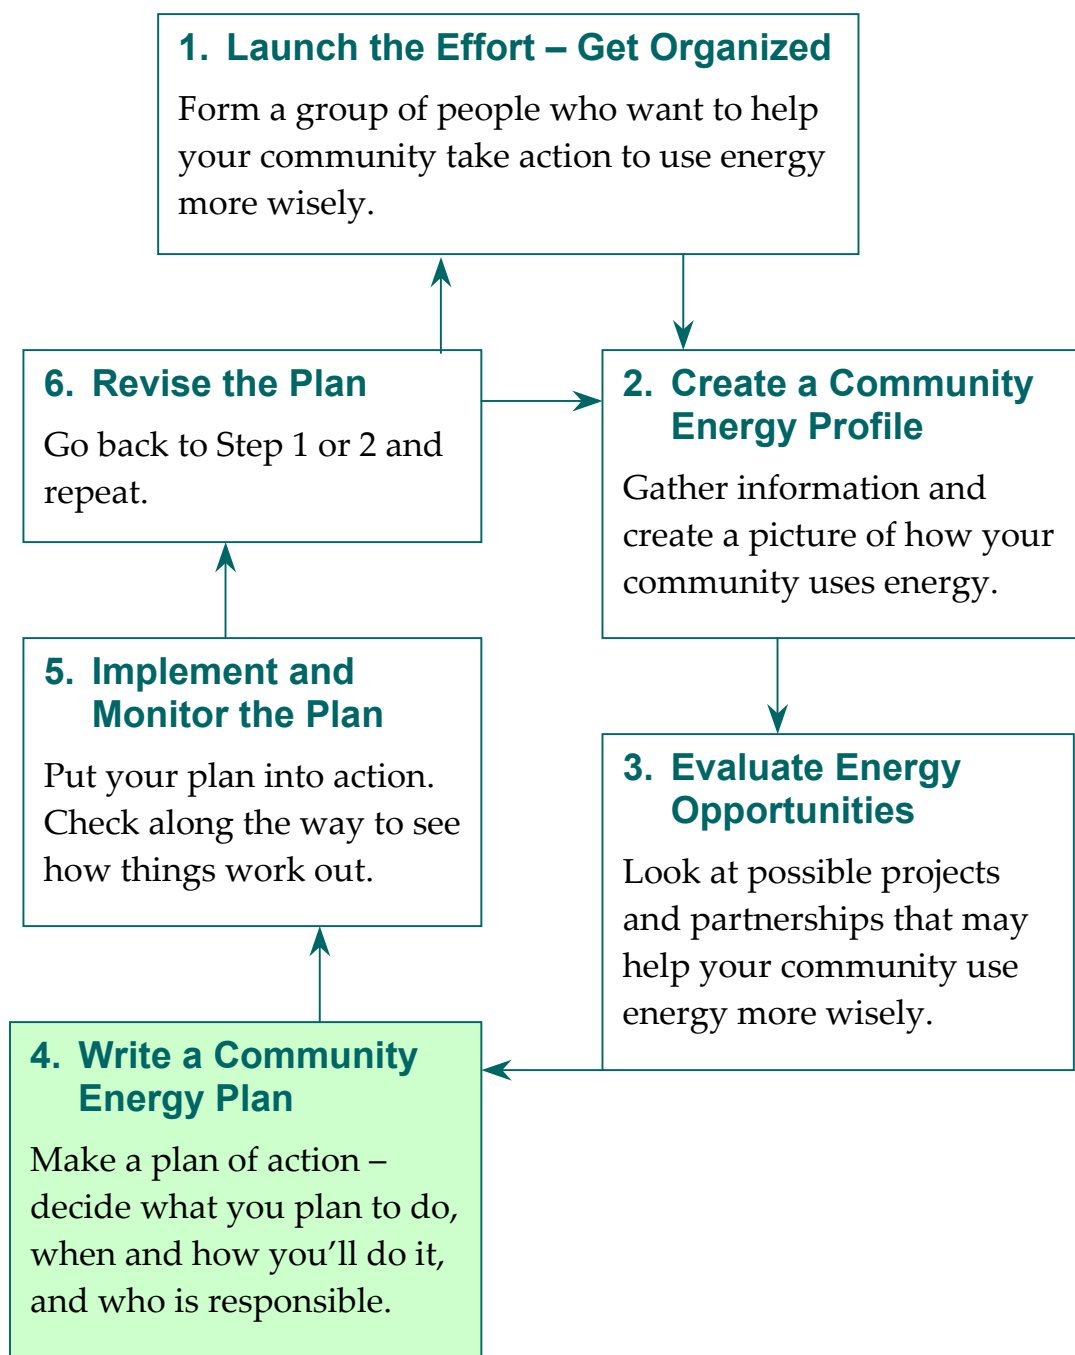 1. Launch the Effort – Get Organized
Form a group of people who want to help
your community take action to use energy
more wisely.
2. Create a Community
Energy Profile
Gather information and
create a picture of how your
community uses energy.
3. Evaluate Energy
Opportunities
Look at possible projects
and partnerships that may
help your community use
energy more wisely.
4. Write a Community
Energy Plan
Make a plan of action –
decide what you plan to do,
when and how you’ll do it,
and who is responsible.
5. Implement and
Monitor the Plan
Put your plan into action.
Check along the way to see
how things work out.
6. Revise the Plan
Go back to Step 1 or 2 and
repeat.